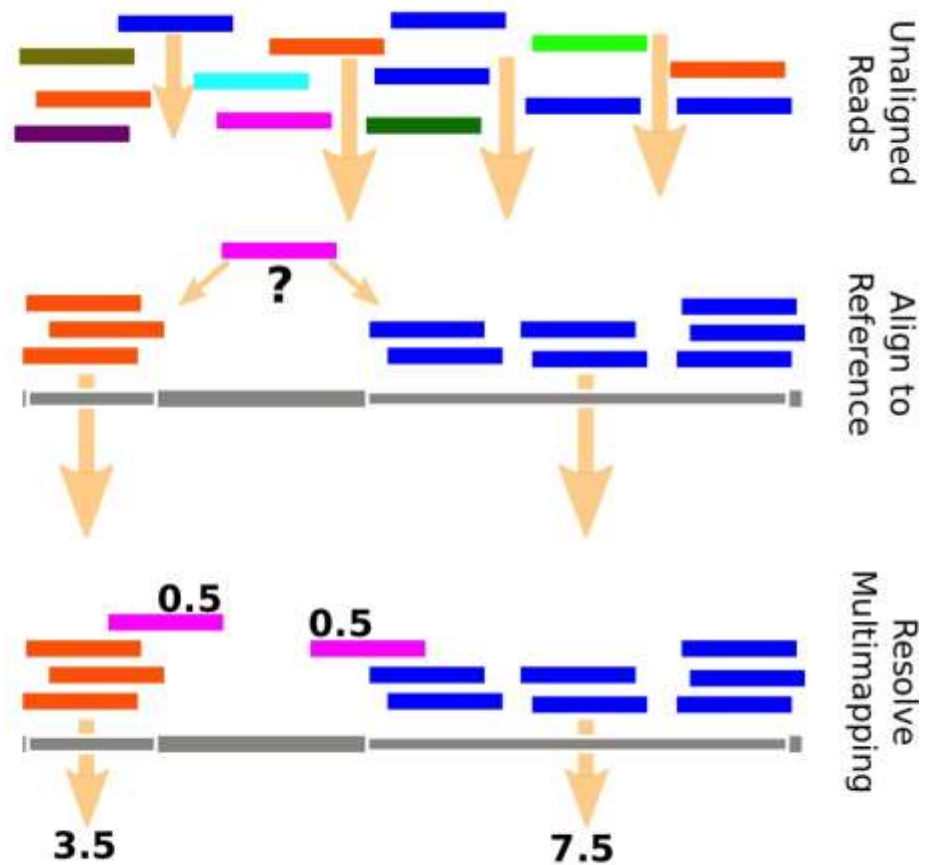 Unaligned
Reads
?
Align to
Reference
0.5
0.5
Resolve
Multimapping
3.5
7.5